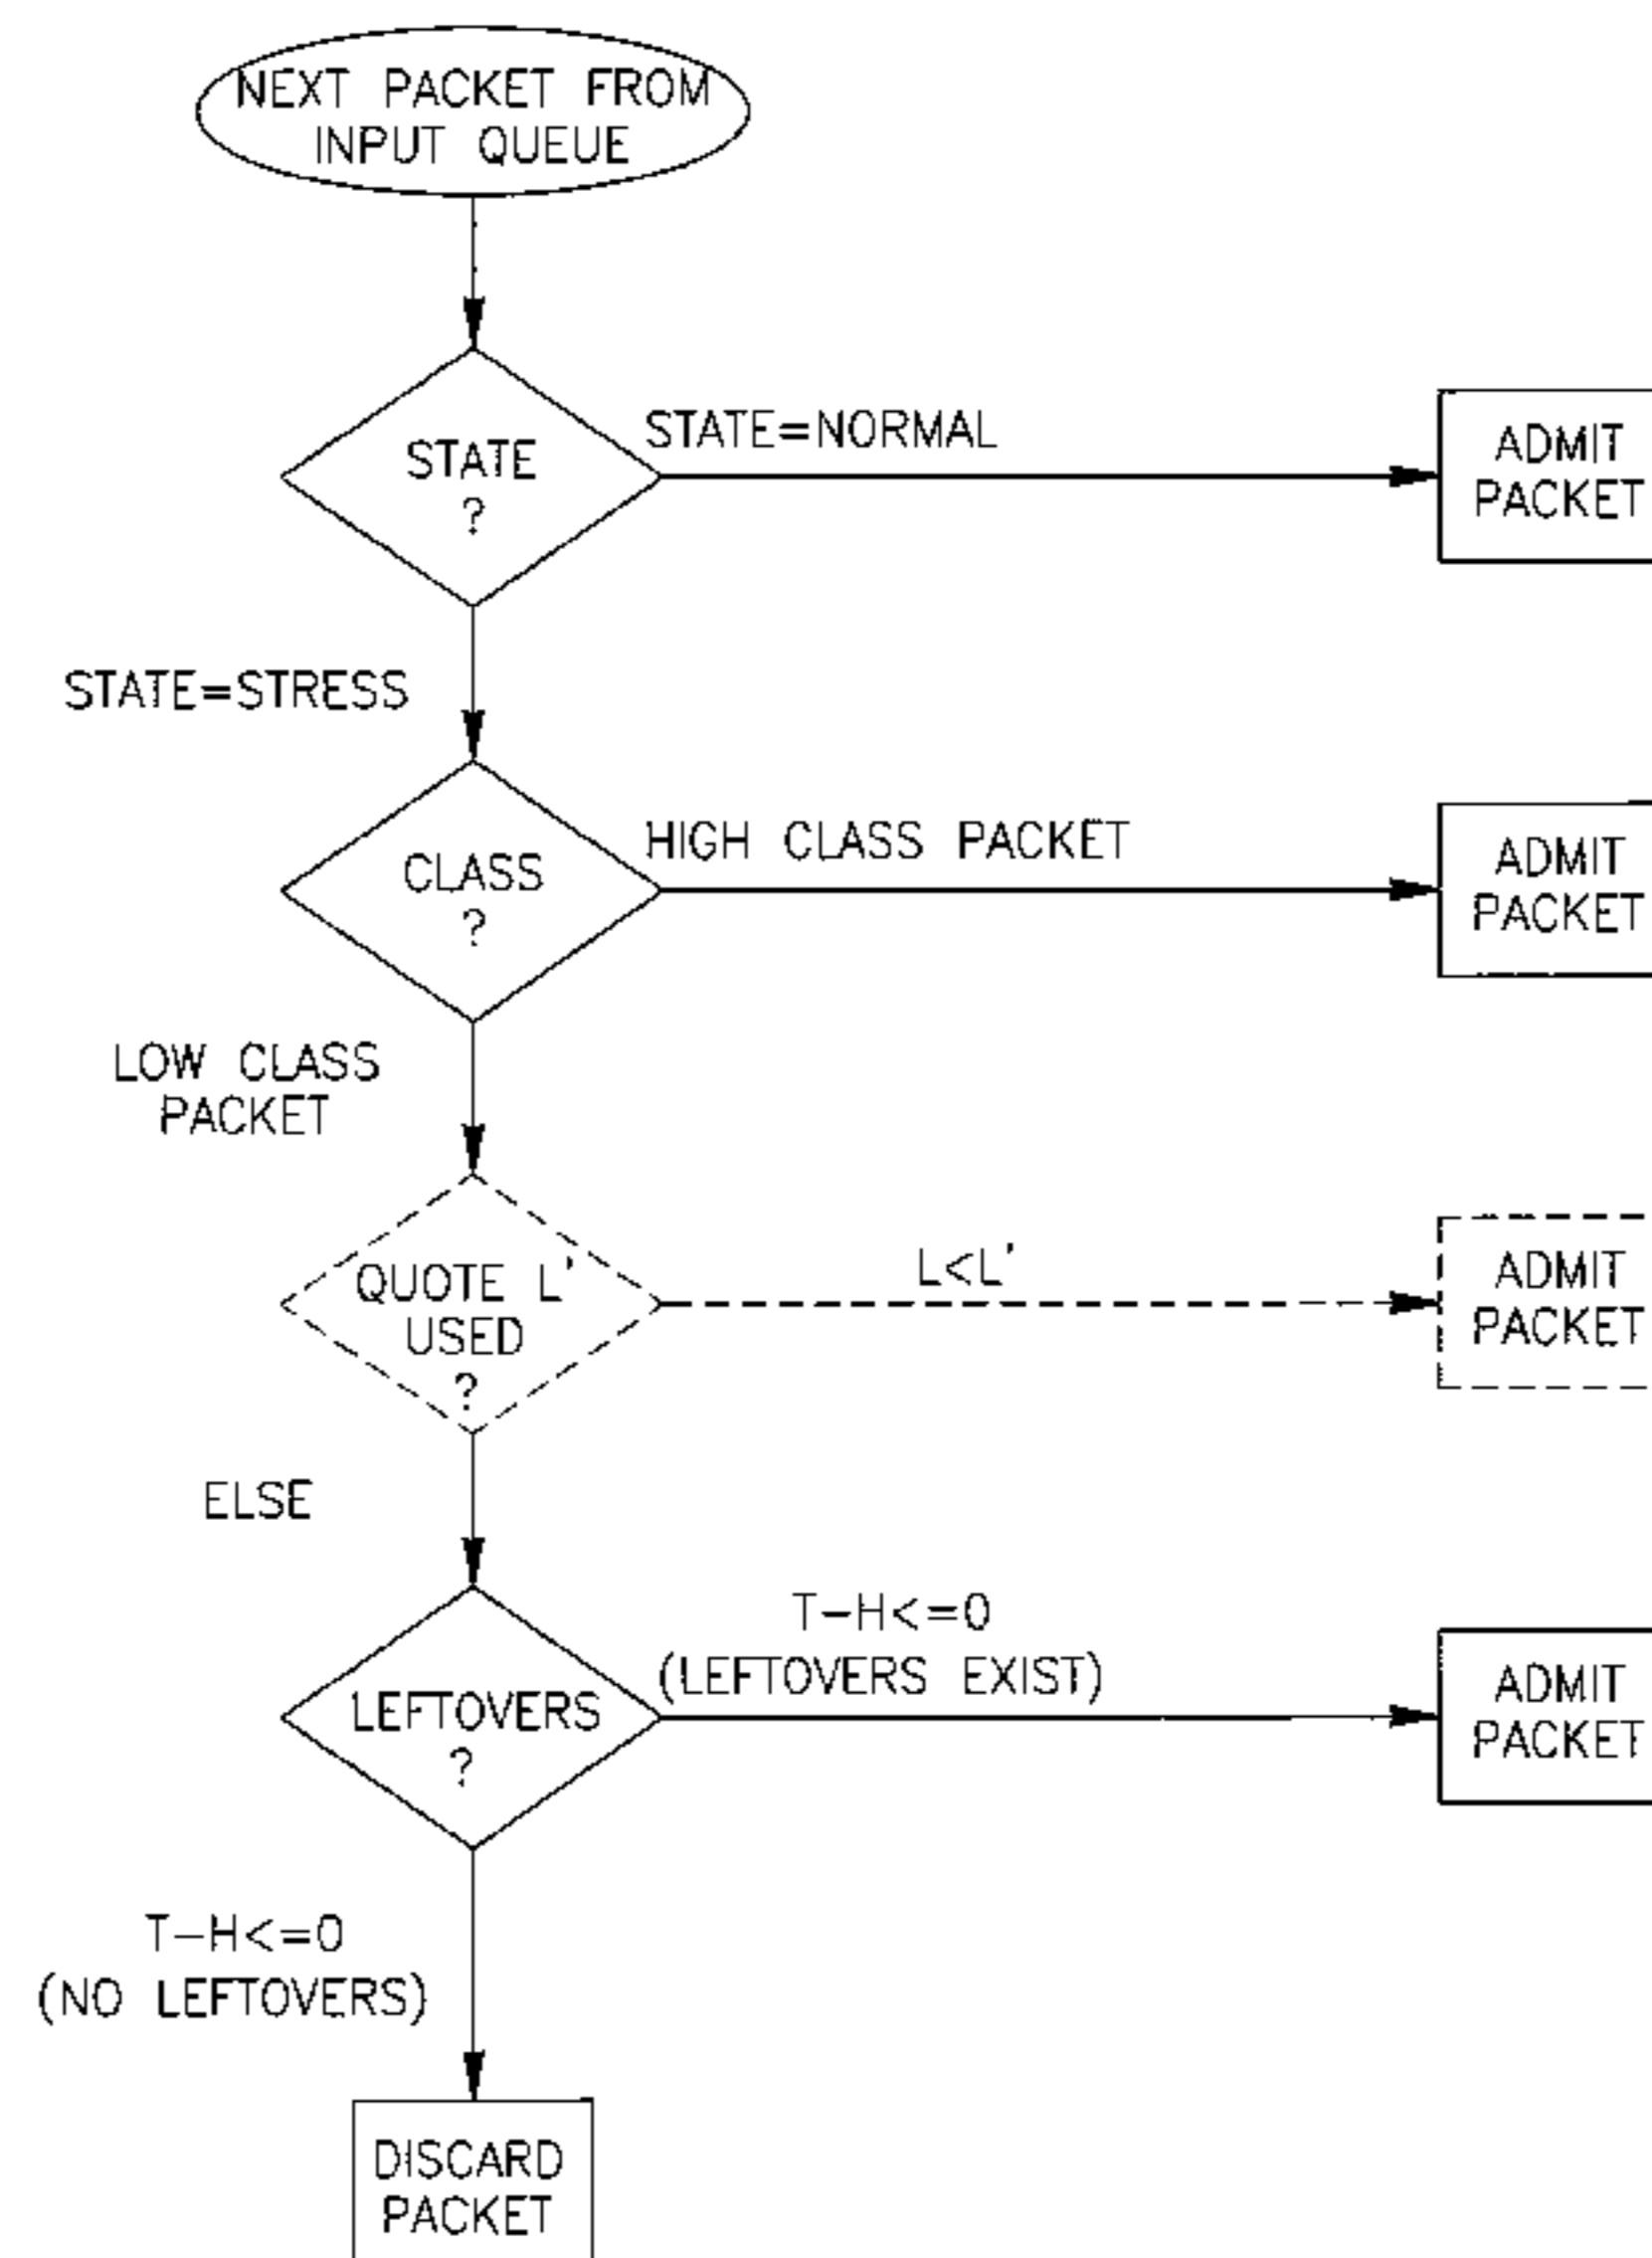 NEXT PACKET FROM
INPUT QUEUE
STATE
?
STATE=NORMAL
ADMIT
PACKET
STATE=STRESS
CLASS
?
HIGH CLASS PACKET
ADMIT
PACKET
LOW CLASS
PACKET
QUOTE L'
USED
?
L<L'
ADMIT
PACKET
ELSE
LEFTOVERS
?
T-H<=0
(LEFTOVERS EXIST)
ADMIT
PACKET
T-H<=0
(NO LEFTOVERS)
DISCARD
PACKET